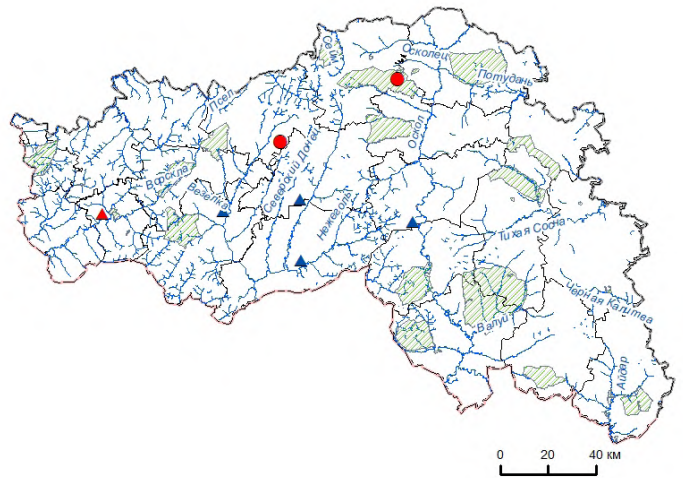 Сейм
Осколец
Потудань
Псел
Оскол
Северский Донец
Ворскла
Везелка
Нежеголь
Тихая Сосна
Черная Калитва
Валуй
Айдар
0 20 40 км